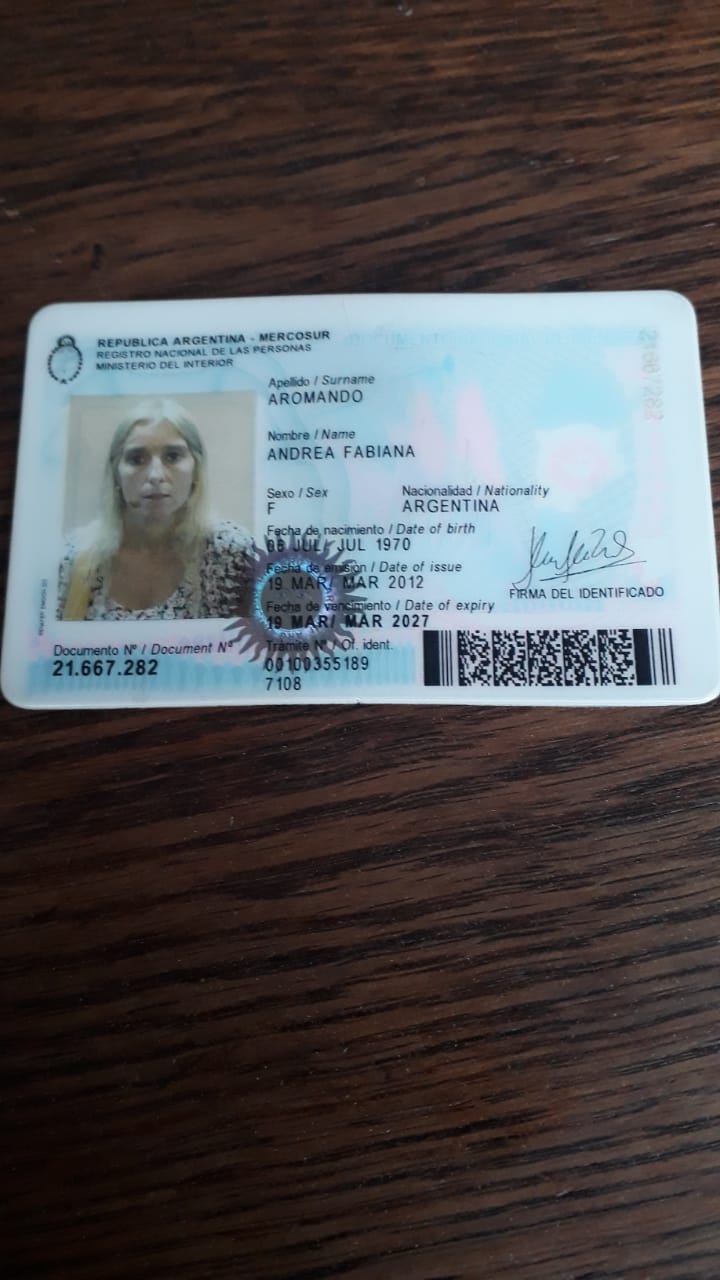 REPUBLICA ARGENTINA - MERCOSUR
REGISTRO NACIONAL DE LAS PERSONAS
MINISTERIO DEL INTERIOR
Apellido / Surname
AROMANDO
Nombre / Name
ANDREA FABIANA
Sexo / Sex
F
Nacionalidad / Nationality
ARGENTINA
Fecha de nacimiento / Date of birth
06 JUL/ JUL 1970
Fecha de emisión / Date of issue
19 MAR/ MAR 2012
Fecha de vencimiento / Date of expiry
19 MAR/ MAR 2027
FIRMA DEL IDENTIFICADO
Documento Nº / Document Nº
21.667.282
Trámite Nº / Of. ident.
00100355189
7108